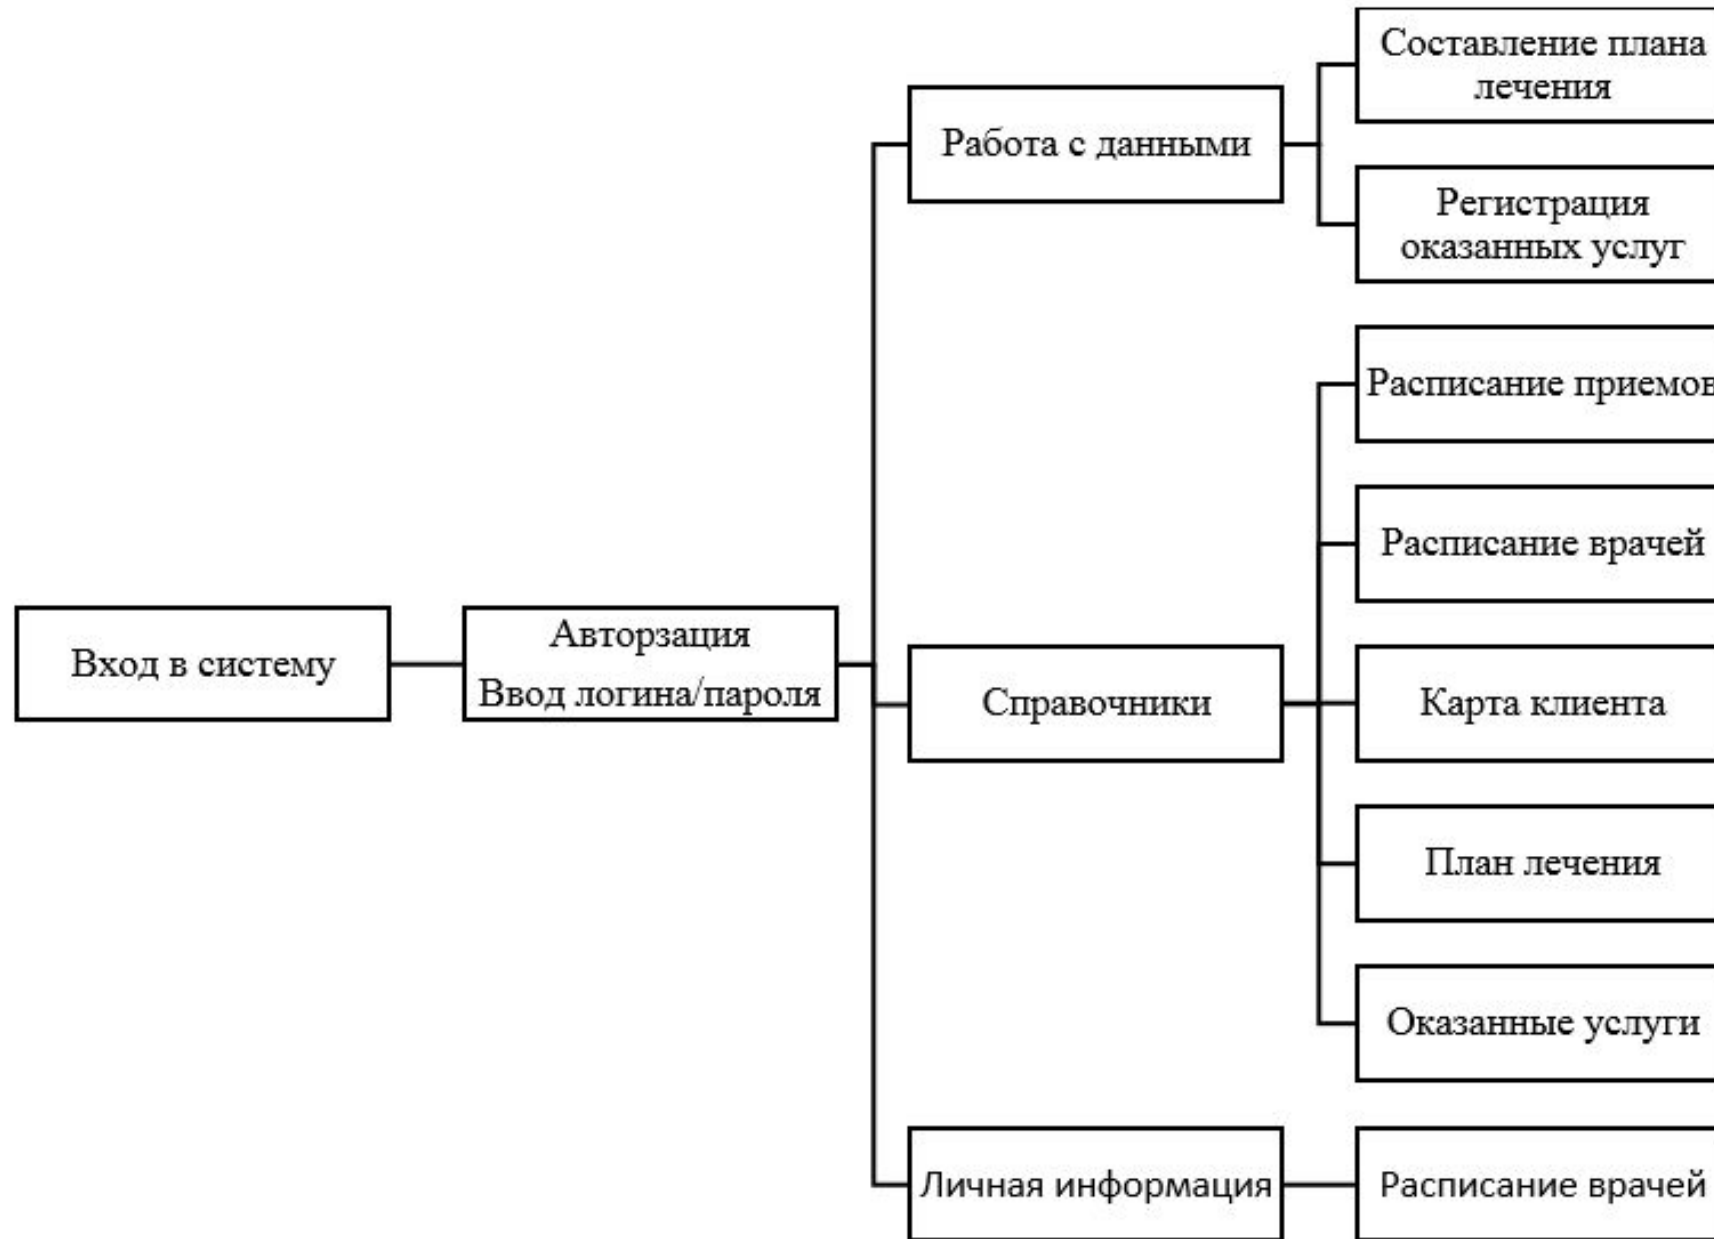 Составление плана
лечения
Работа с данными
Регистрация
оказанных услуг
Расписание приемов
Расписание врачей
Вход в систему
Авторзация
Ввод логина/пароля
Справочники
Карта клиента
План лечения
Оказанные услуги
Личная информация
Расписание врачей